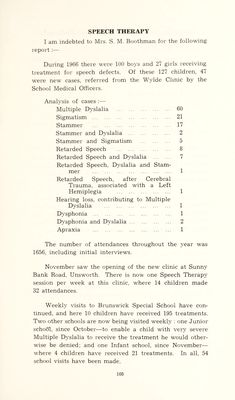 SPEECH THERAPY
I am indebted to Mrs. S. M. Boothman for the following
report :—
During 1966 there were 100 boys and 27 girls receiving
treatment for speech defects. Of these 127 children, 47
were new cases, referred from the Wylde Clinic by the
School Medical Officers.
Analysis of cases :—
Multiple Dyslalia ... 60
Sigmatism ... 21
Stammer ... 17
Stammer and Dyslalia ... 2
Stammer and Sigmatism ... 5
Retarded Speech ... 8
Retarded Speech and Dyslalia ... 7
Retarded Speech, Dyslalia and Stam-
mer ... 1
Retarded Speech, after Cerebral
Trauma, associated with a Left
Hemiplegia ... 1
Hearing loss, contributing to Multiple
Dyslalia ... 1
Dysphonia ... 1
Dysphonia and Dyslalia ... 2
Apraxia ... 1
The number of attendances throughout the year was
1656, including initial interviews.
November saw the opening of the new clinic at Sunny
Bank Road, Unsworth. There is now one Speech Therapy
session per week at this clinic, where 14 children made
32 attendances.
Weekly visits to Brunswick Special School have con-
tinued, and here 10 children have received 195 treatments.
Two other schools are now being visited weekly : one Junior
school, since October—to enable a child with very severe
Multiple Dyslalia to receive the treatment he would other-
wise be denied; and one Infant school, since November—
where 4 children have received 21 treatments. In all, 54
school visits have been made.